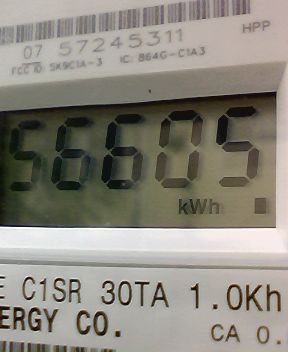 07 57245311 HPP
FCC ID: SK9C1A-3 IC: 864G-C1A3
56605
kWh
E C1SR 30TA 1.0Kh
ERGY CO. CA 0.